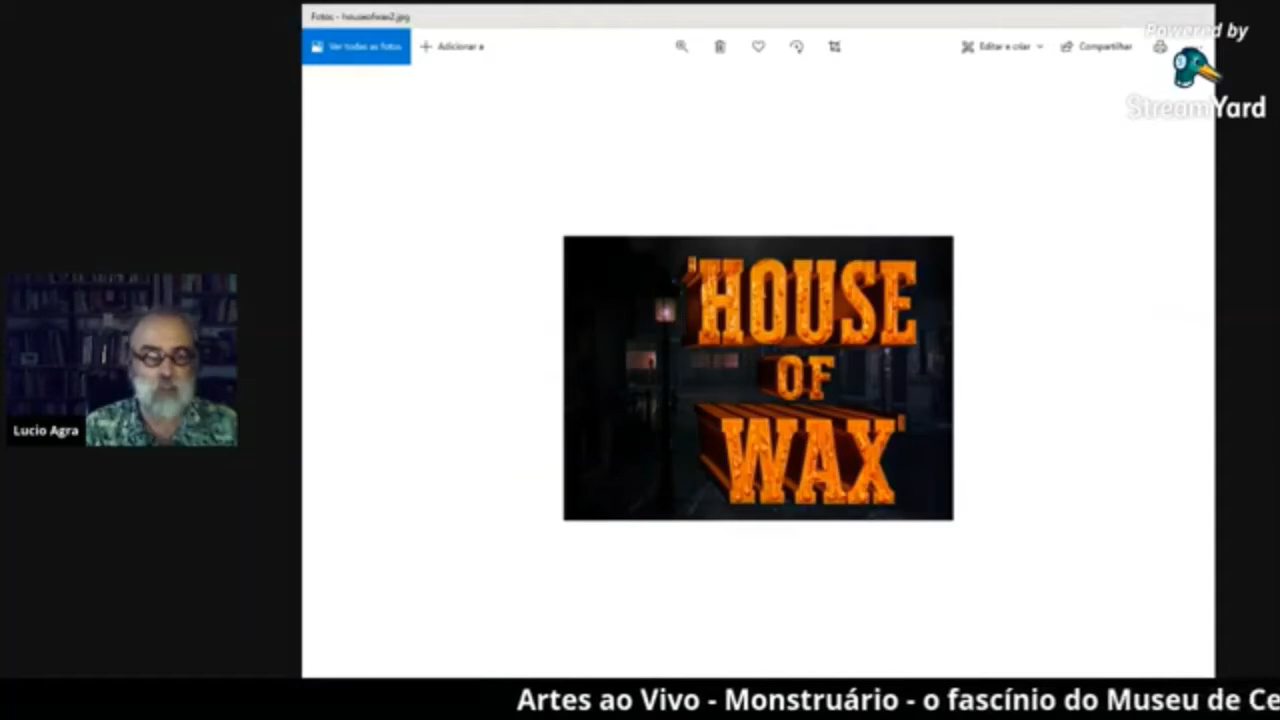 Fotos - houseofwax2.jpg
Ver todas as fotos
Adicionar a
Editar e criar
Compartilhar
Powered by
StreamYard
'HOUSE
OF
WAX'
Lucio Agra
Artes ao Vivo - Monstruário - o fascínio do Museu de Ce